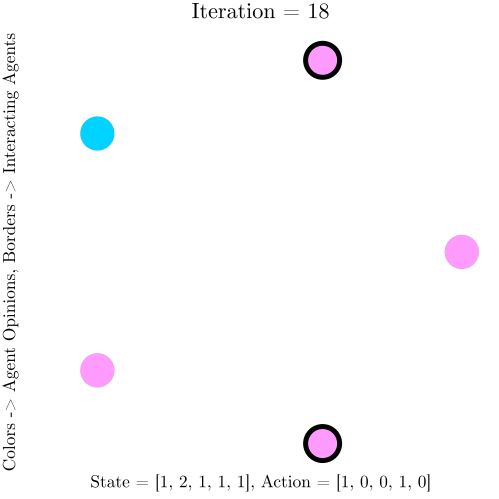 Iteration = 18
Colors -> Agent Opinions, Borders -> Interacting Agents
State = [1, 2, 1, 1, 1], Action = [1, 0, 0, 1, 0]